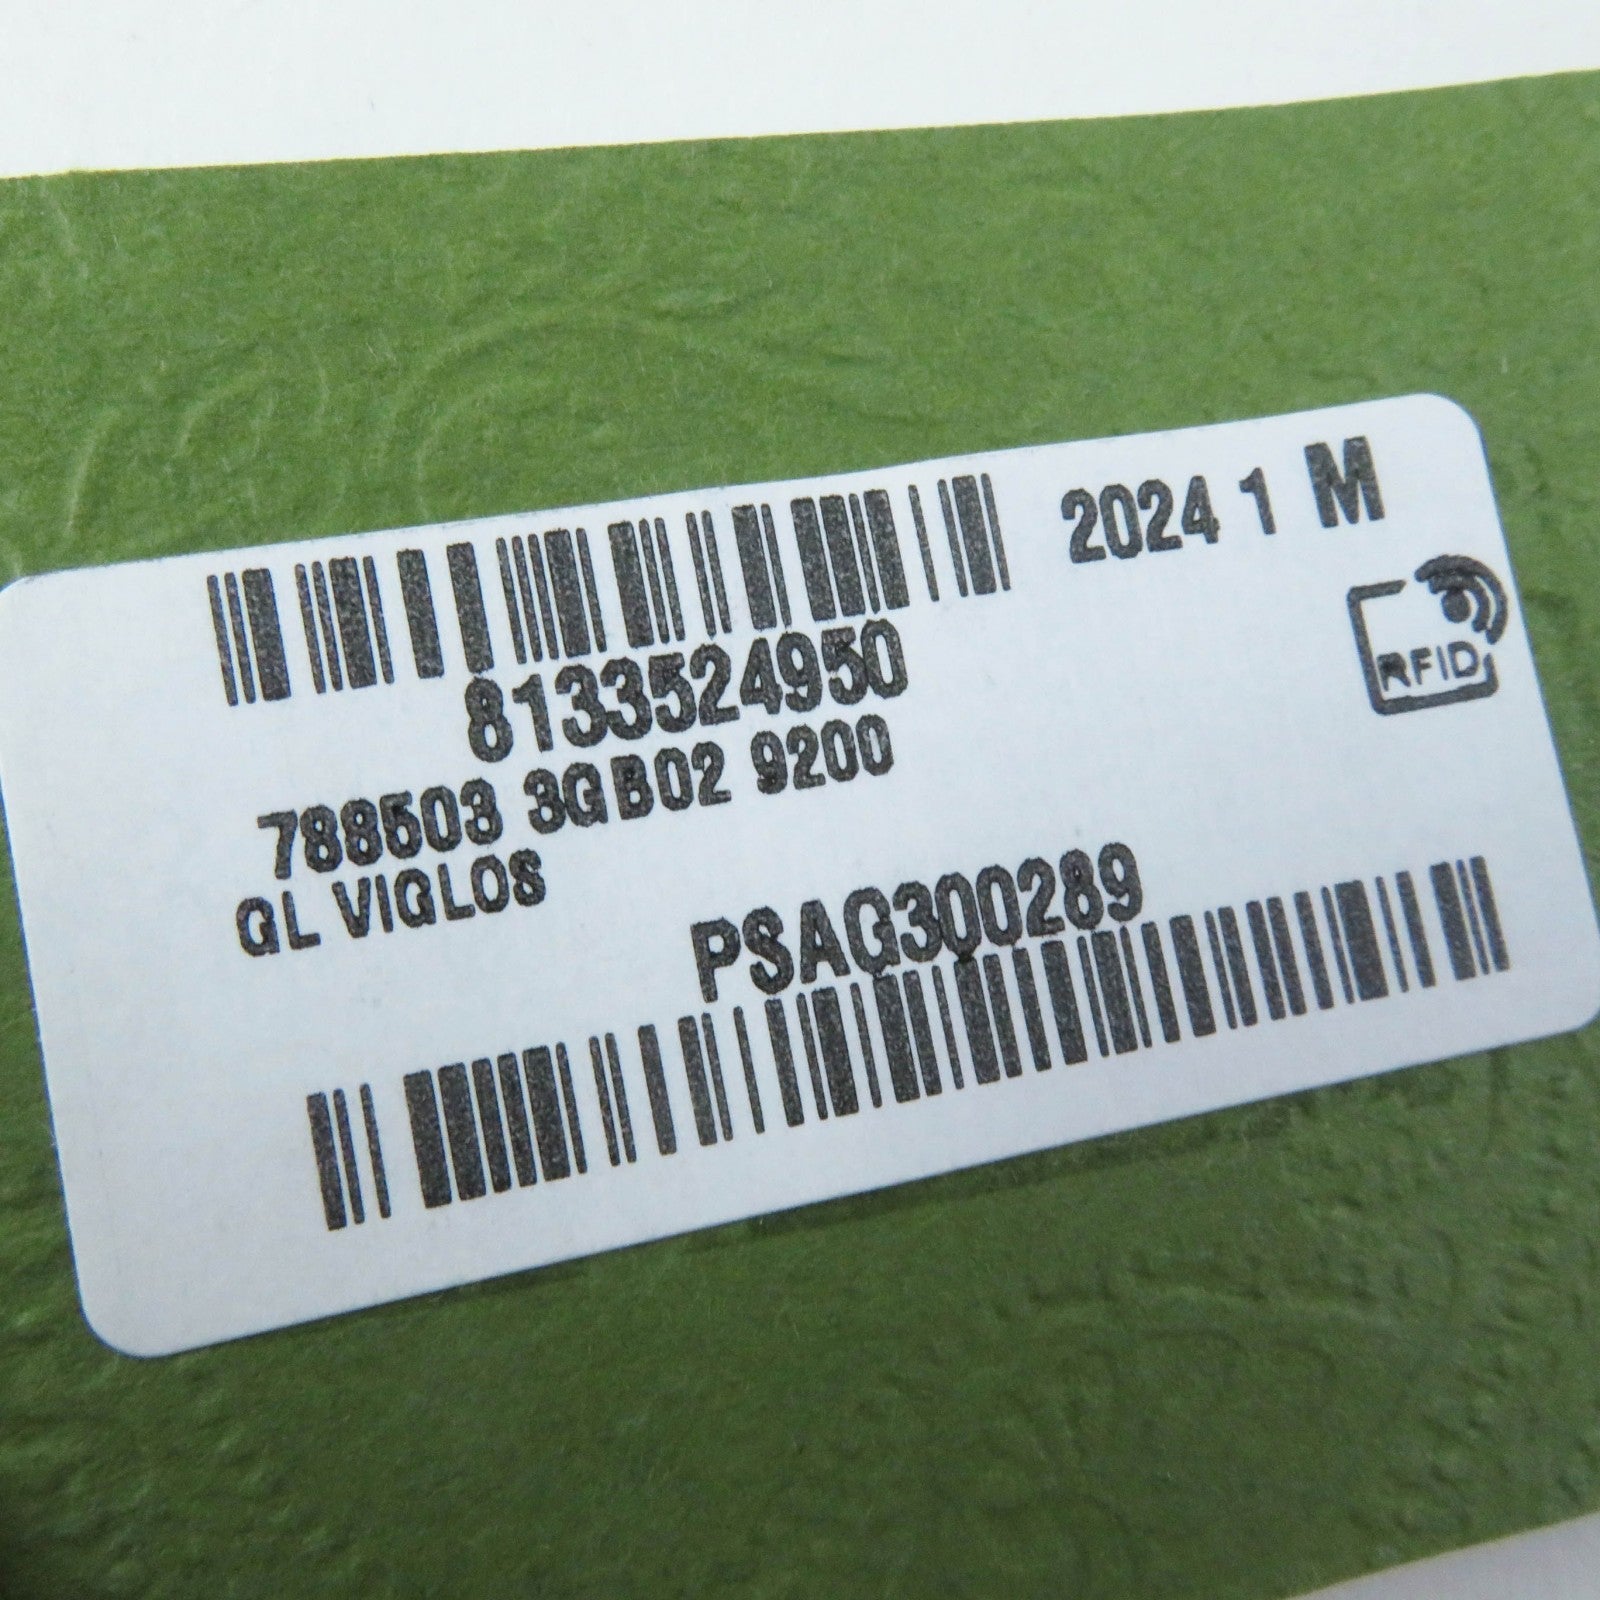 2024 1 M
RFID
8133524950
788503 3GB02 9200
GL VIGLOS
PSAG300289